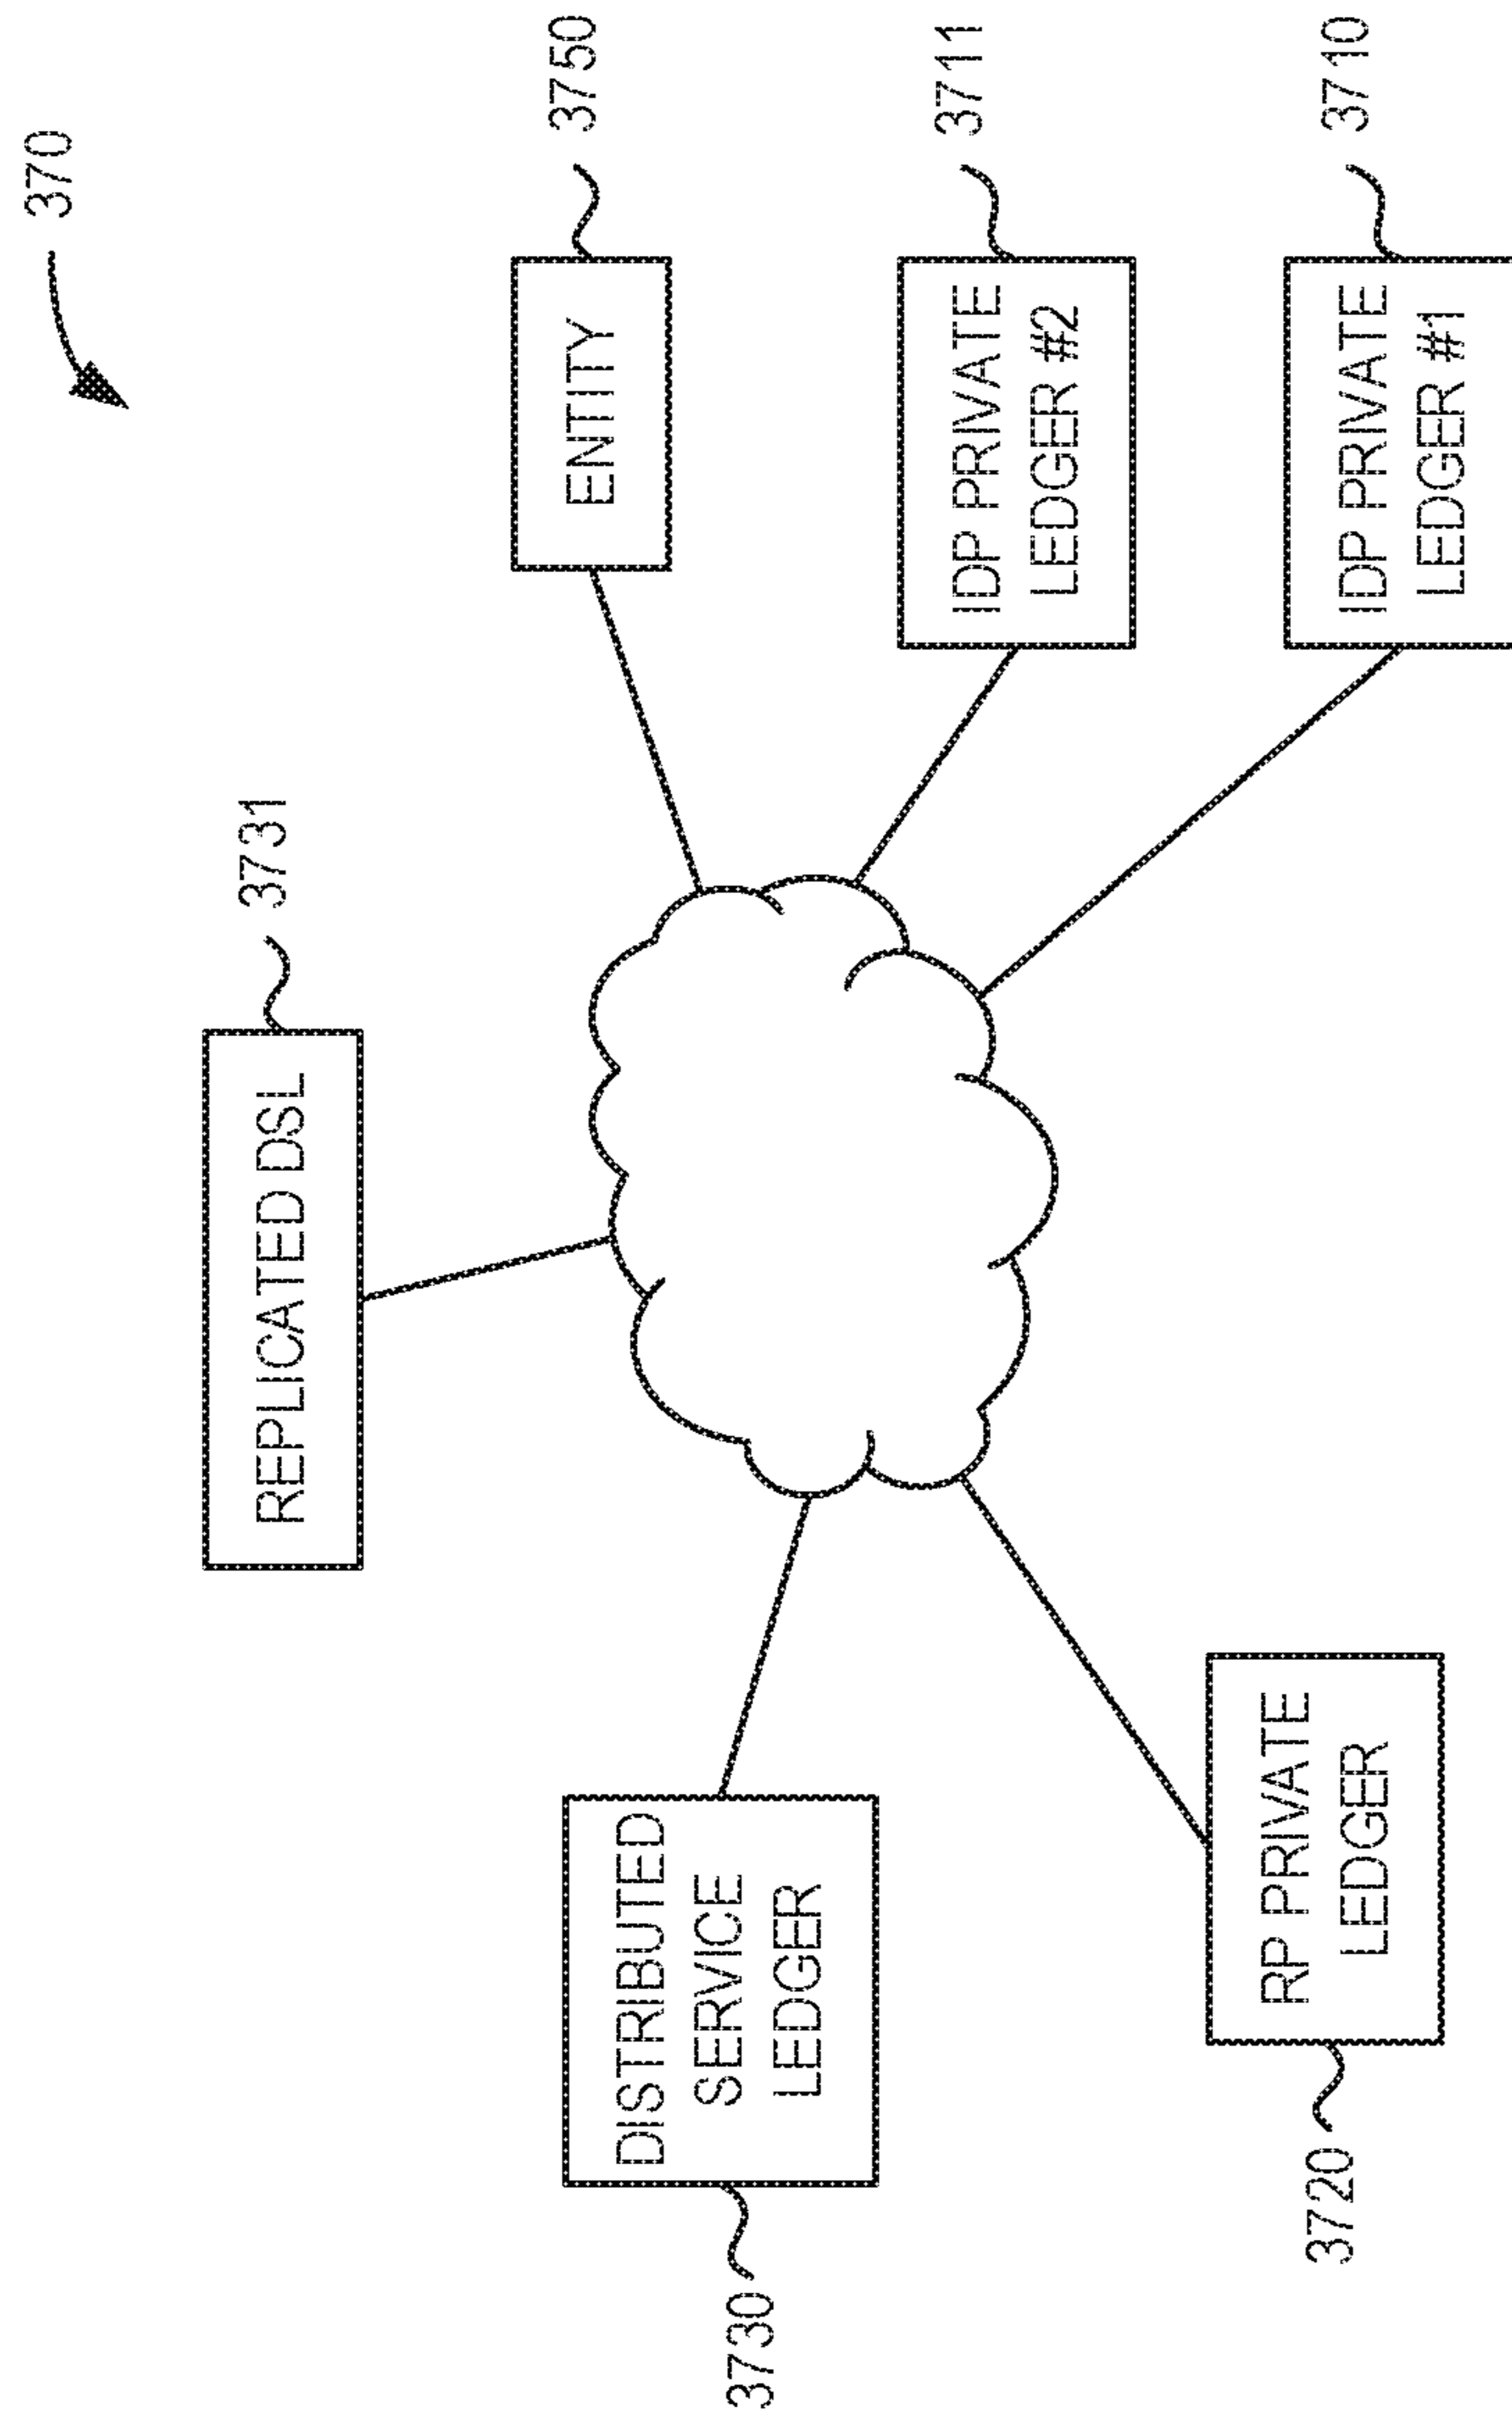 370
REPLICATED DSL
3731
ENTITY
3750
DISTRIBUTED
SERVICE
LEDGER
3730
IDP PRIVATE
LEDGER #2
3711
RP PRIVATE
LEDGER
3720
IDP PRIVATE
LEDGER #1
3710